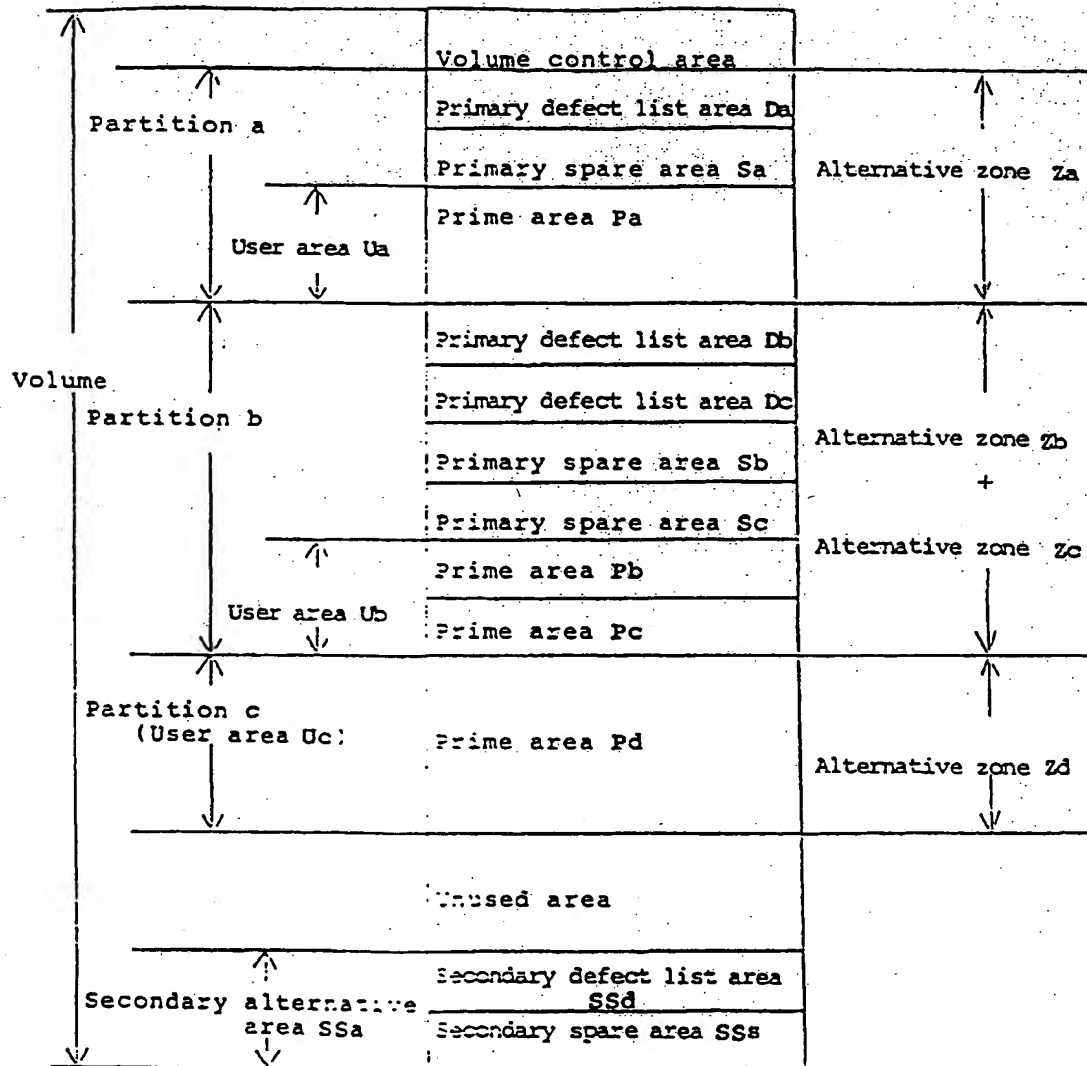 Volume control area
Primary defect list area Da
Partition a
Primary spare area Sa
Alternative zone Za
Prime area Pa
User area Ua
Primary defect list area Db
Volume
Primary defect list area Dc
Partition b
Alternative zone Zb
Primary spare area Sb
+
Primary spare area Sc
Alternative zone Zc
Prime area Pb
User area Ub
Prime area Pc
Partition c
(User area Uc)
Prime area Pd
Alternative zone Zd
Unused area
Secondary defect list area
SSd
Secondary alternative
area SSa
Secondary spare area SSs